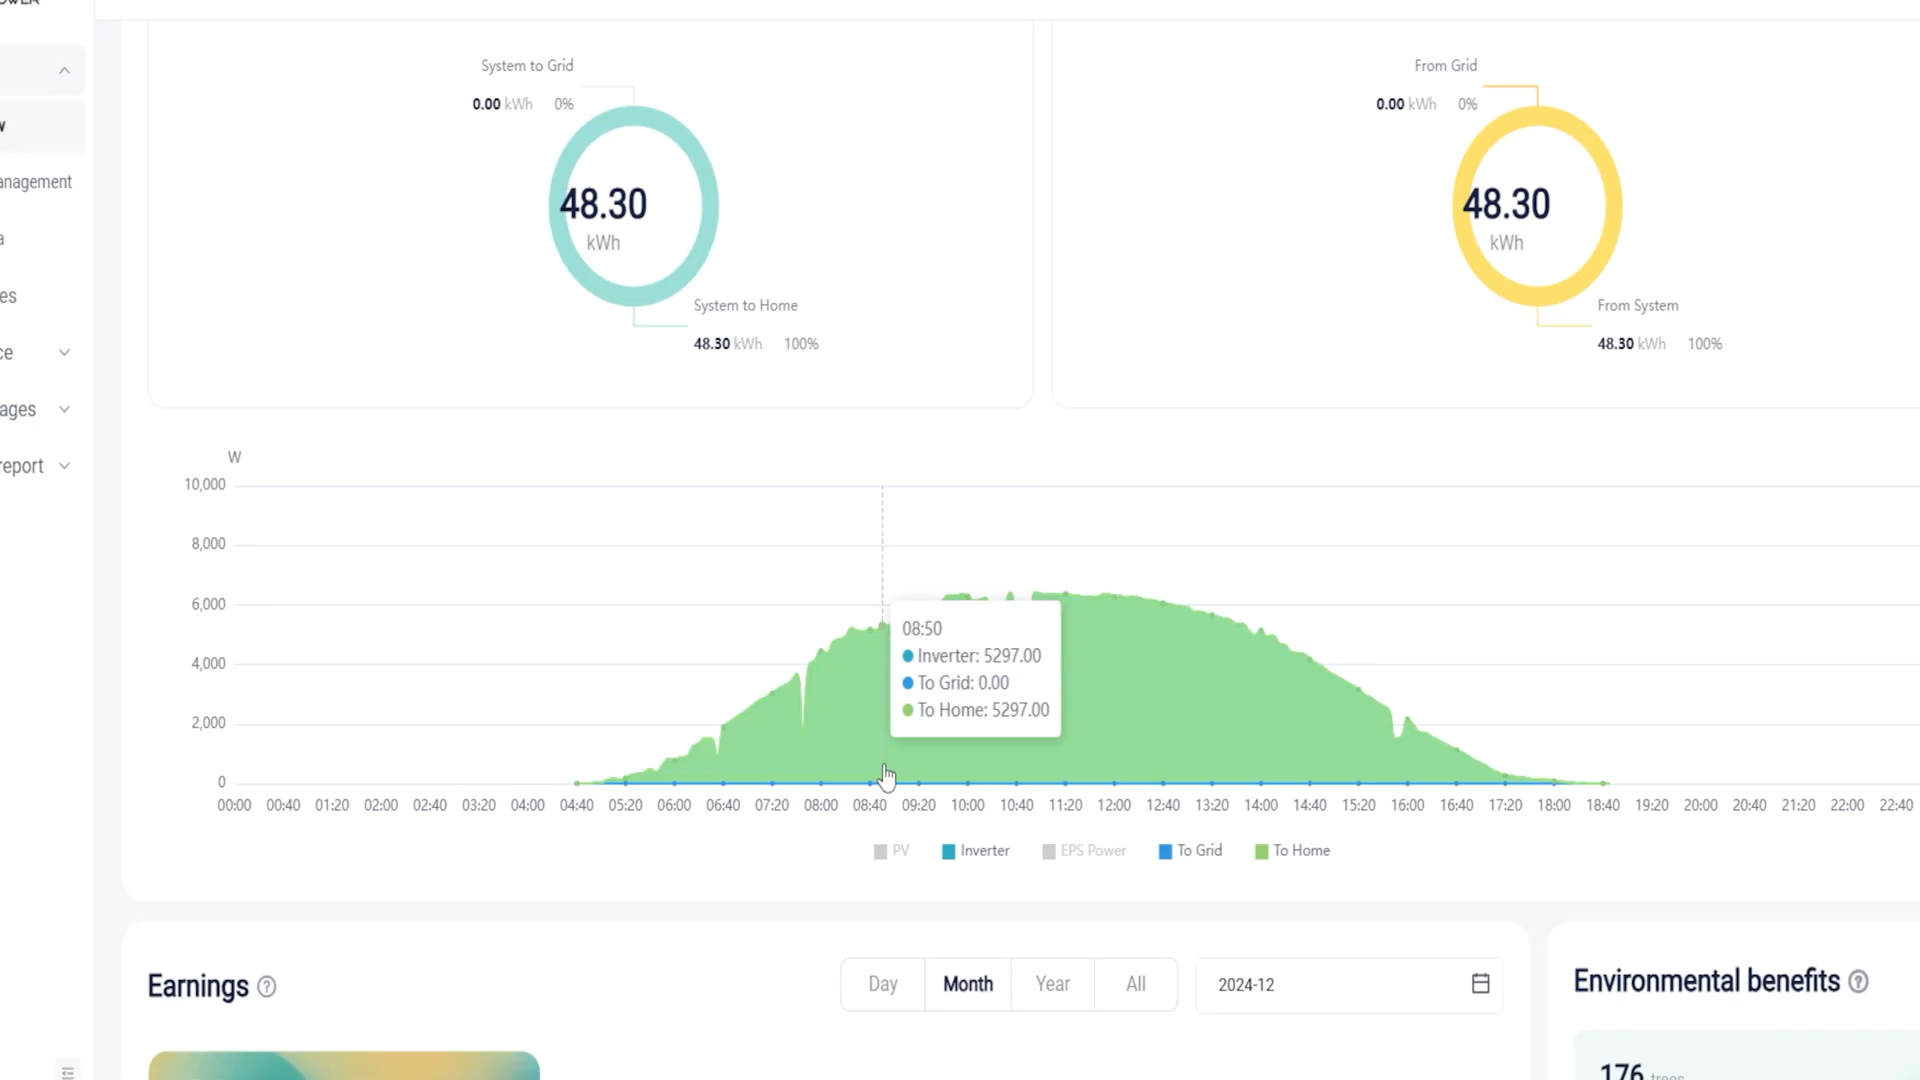 System to Grid
0.00 kWh 0%
48.30
kWh
System to Home
48.30 kWh 100%
From Grid
0.00 kWh 0%
48.30
kWh
From System
48.30 kWh 100%
anagement
a
es
ce
ages
report
W
10,000
8,000
6,000
4,000
2,000
0
08:50
Inverter: 5297.00
To Grid: 0.00
To Home: 5297.00
00:00 00:40 01:20 02:00 02:40 03:20 04:00 04:40 05:20 06:00 06:40 07:20 08:00 08:40 09:20 10:00 10:40 11:20 12:00 12:40 13:20 14:00 14:40 15:20 16:00 16:40 17:20 18:00 18:40 19:20 20:00 20:40 21:20 22:00 22:40
PV Inverter EPS Power To Grid To Home
Earnings ?
Day Month Year All
2024-12
Environmental benefits ?
176 trees